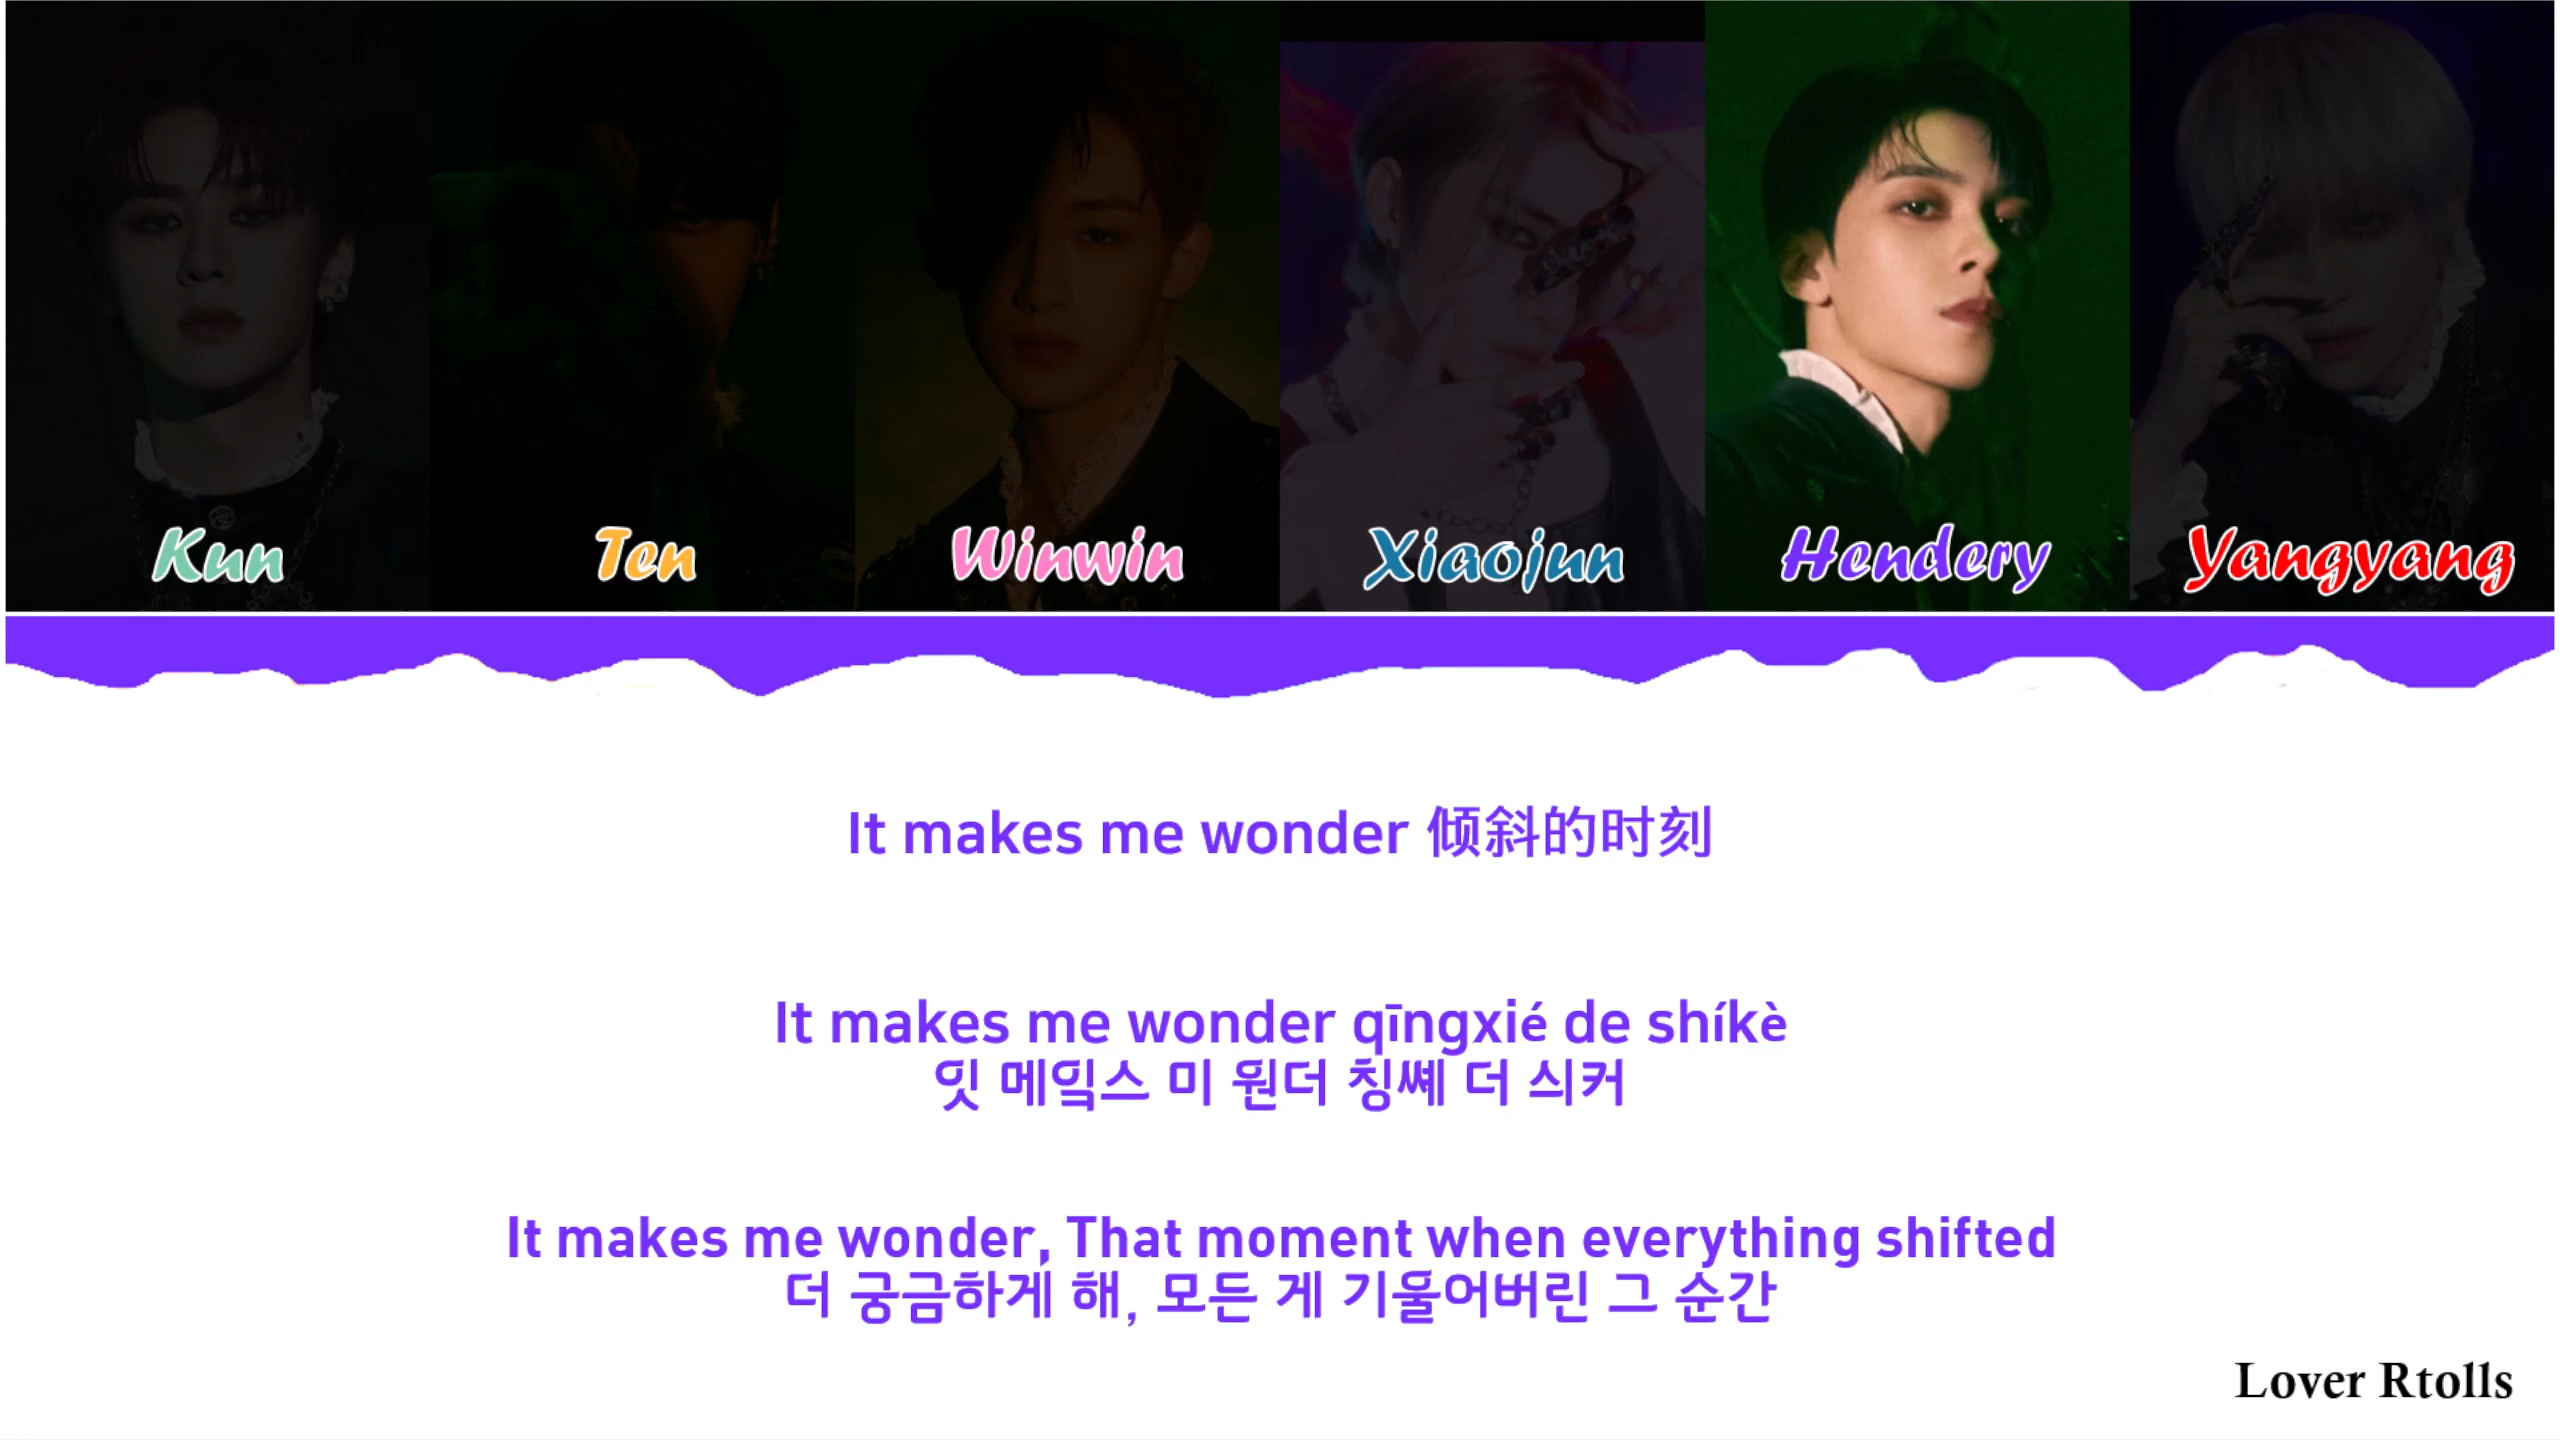 Kun
Ten
Winwin
Xiaojun
Hendery
Yangyang
It makes me wonder 倾斜的时刻
It makes me wonder qīngxié de shíkè
잇 메잌스 미 원더 칭쎼 더 싀커
It makes me wonder, That moment when everything shifted
더 궁금하게 해, 모든 게 기울어버린 그 순간
Lover Rtolls